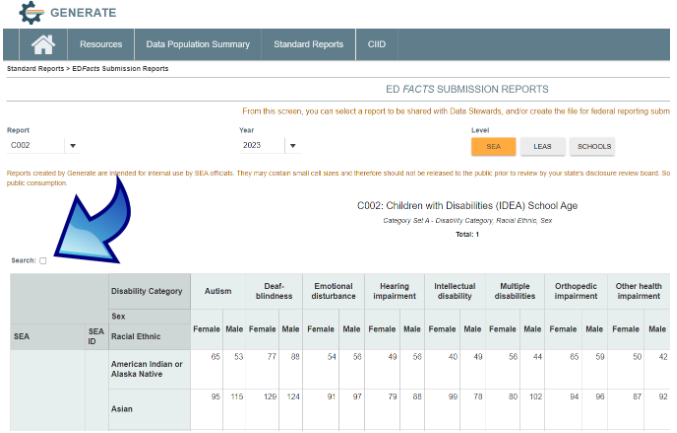 GENERATE
Resources Data Population Summary Standard Reports CIID
Standard Reports > EDFacts Submission Reports
ED FACTS SUBMISSION REPORTS
From this screen, you can select a report to be shared with Data Stewards, and/or create the file for federal reporting subm
Report Year Level
C002 2023 SEA LEAS SCHOOLS
Reports created by Generate are intended for internal use by SEA officials. They may contain small cell sizes and therefore should not be released to the public prior to review by your state's disclosure review board. So
public consumption.
C002: Children with Disabilities (IDEA) School Age
Category Set A - Disability Category, Racial Ethnic, Sex
Total: 1
Search:
Disability Category Autism Deaf-blindness Emotional disturbance Hearing impairment Intellectual disability Multiple disabilities Orthopedic impairment Other health impairment
Sex
SEA SEA ID Racial Ethnic Female Male Female Male Female Male Female Male Female Male Female Male Female Male Female Male
American Indian or Alaska Native 65 53 77 88 54 56 49 56 40 49 56 44 65 59 50 42
Asian 95 115 129 124 91 97 79 88 99 78 80 102 94 96 87 92